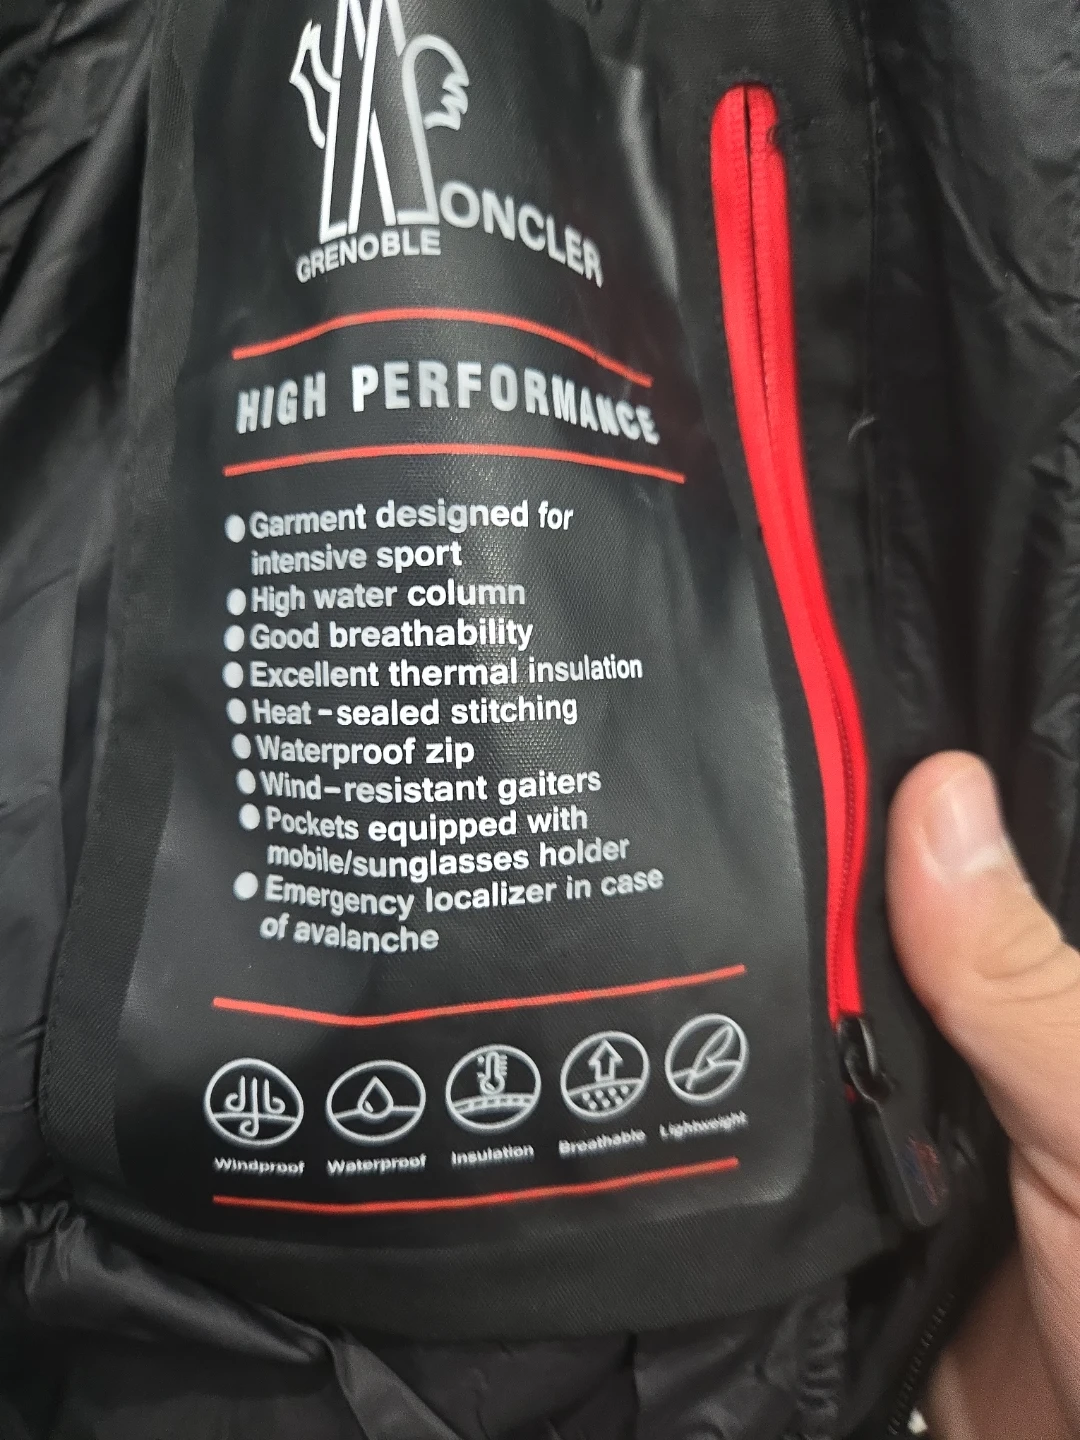 MONCLER
GRENOBLE
HIGH PERFORMANCE
Garment designed for
intensive sport
High water column
Good breathability
Excellent thermal insulation
Heat-sealed stitching
Waterproof zip
Wind-resistant gaiters
Pockets equipped with
mobile/sunglasses holder
Emergency localizer in case
of avalanche
Windproof Waterproof Insulation Breathable Lightweight